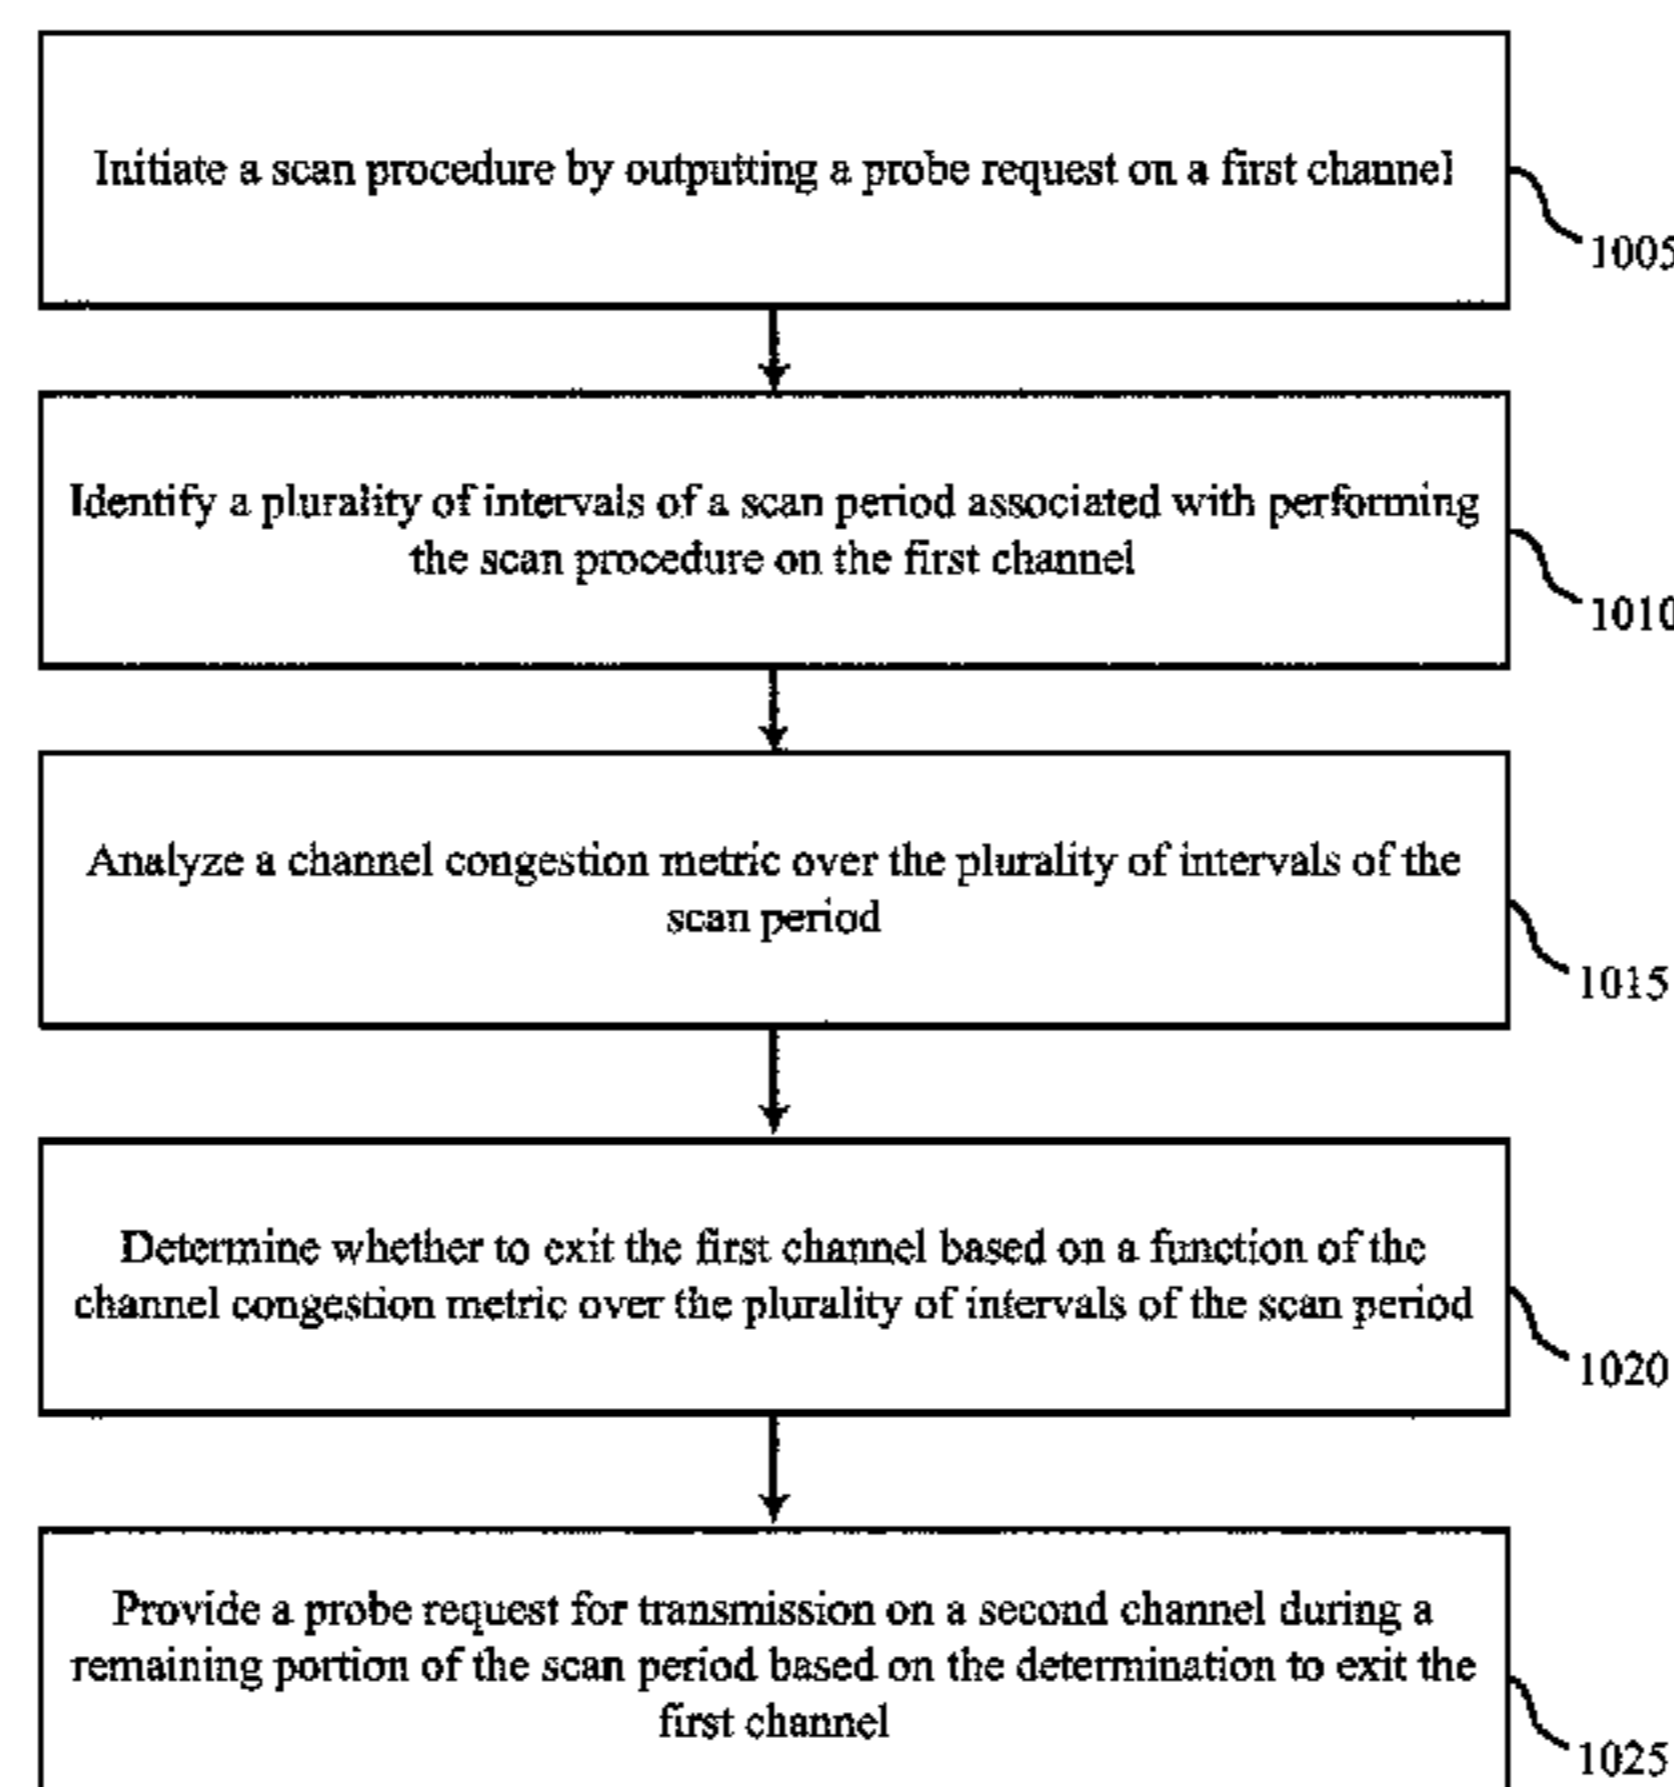 Initiate a scan procedure by outputting a probe request on a first channel
1005
Identify a plurality of intervals of a scan period associated with performing
the scan procedure on the first channel
1010
Analyze a channel congestion metric over the plurality of intervals of the
scan period
1015
Determine whether to exit the first channel based on a function of the
channel congestion metric over the plurality of intervals of the scan period
1020
Provide a probe request for transmission on a second channel during a
remaining portion of the scan period based on the determination to exit the
first channel
1025